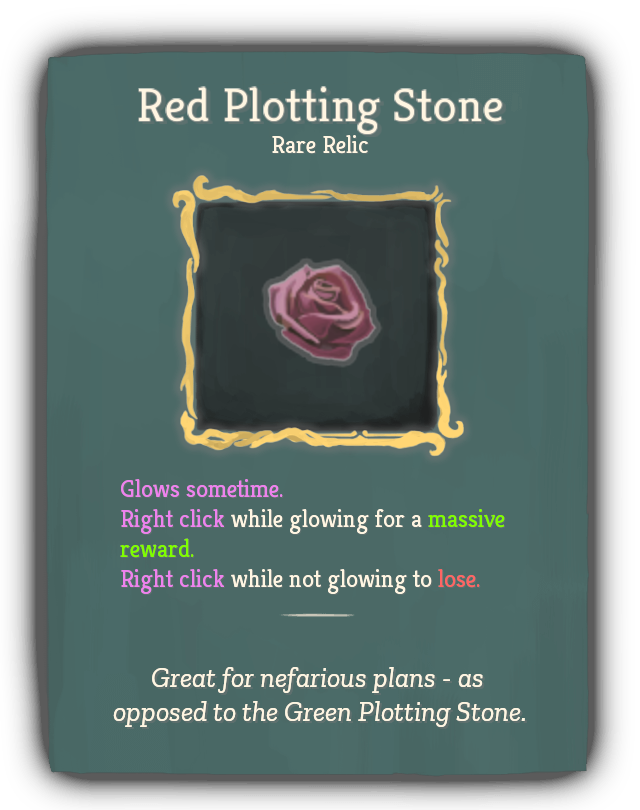 Red Plotting Stone
Rare Relic
Glows sometime.
Right click while glowing for a massive
reward.
Right click while not glowing to lose.
Great for nefarious plans - as
opposed to the Green Plotting Stone.